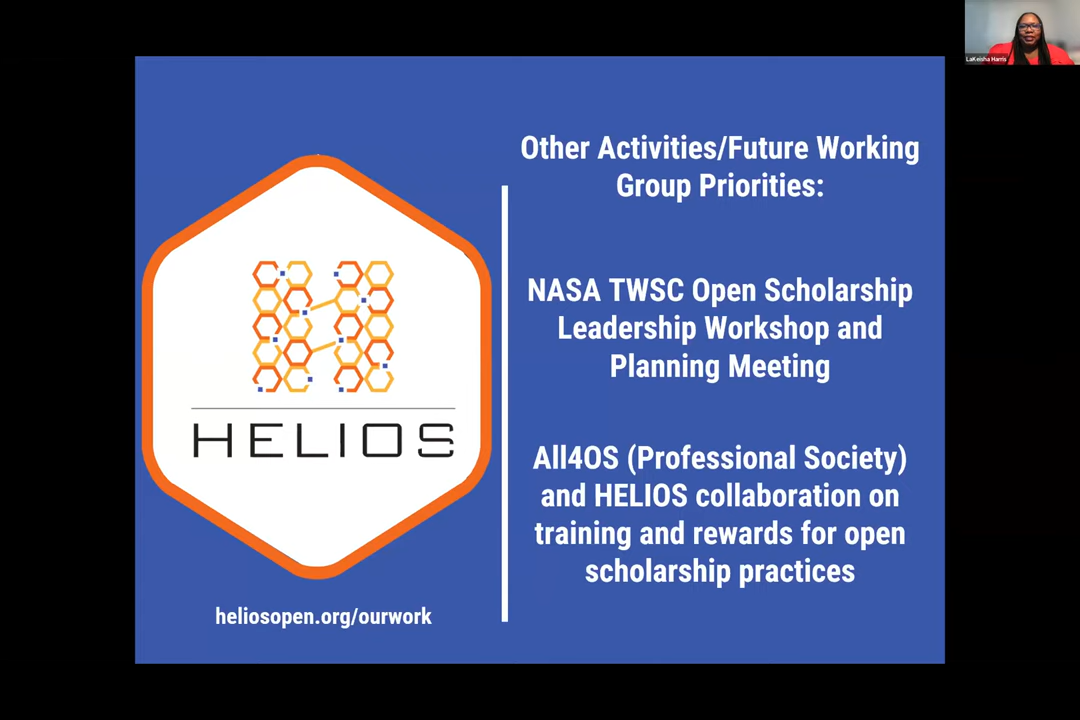 LaKeisha Harris
Other Activities/Future Working
Group Priorities:
NASA TWSC Open Scholarship
Leadership Workshop and
Planning Meeting
All4OS (Professional Society)
and HELIOS collaboration on
training and rewards for open
scholarship practices
HELIOS
heliosopen.org/ourwork